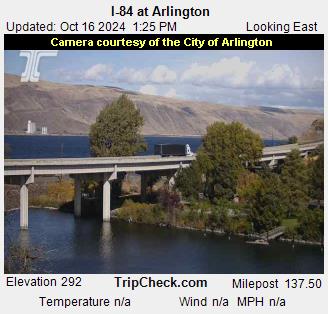 I-84 at Arlington
Updated: Oct 16 2024 1:25 PM Looking East
Camera courtesy of the City of Arlington
Elevation 292 TripCheck.com Milepost 137.50
Temperature n/a Wind n/a MPH n/a